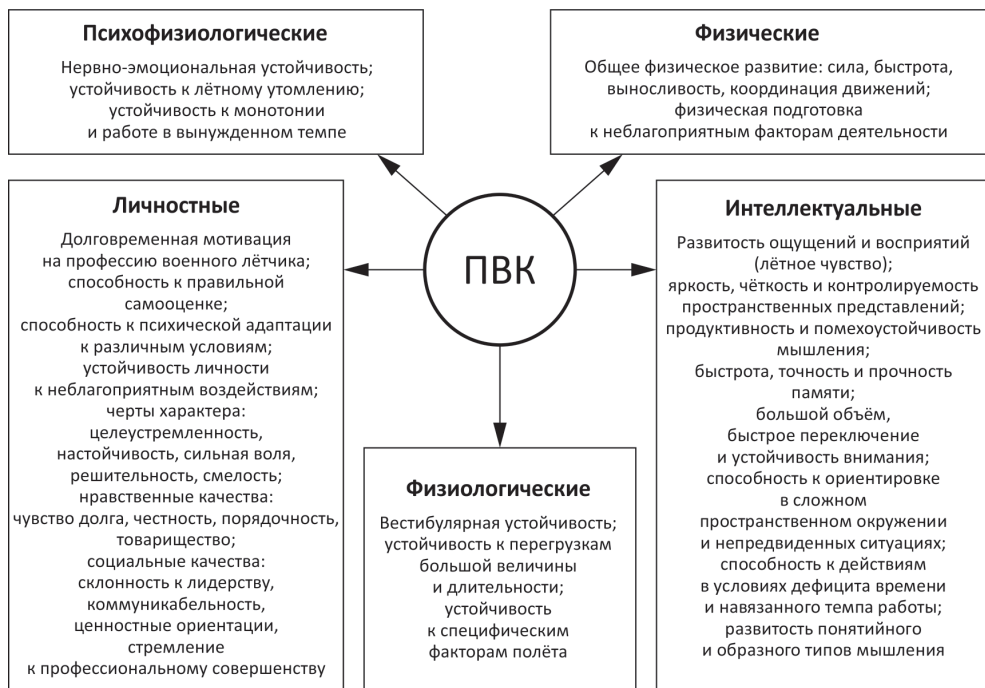 Психофизиологические
Нервно-эмоциональная устойчивость;
устойчивость к лётному утомлению;
устойчивость к монотонии
и работе в вынужденном темпе
Физические
Общее физическое развитие: сила, быстрота,
выносливость, координация движений;
физическая подготовка
к неблагоприятным факторам деятельности
Личностные
Долговременная мотивация
на профессию военного лётчика;
способность к правильной
самооценке;
способность к психической адаптации
к различным условиям;
устойчивость личности
к неблагоприятным воздействиям;
черты характера:
целеустремленность,
настойчивость, сильная воля,
решительность, смелость;
нравственные качества:
чувство долга, честность, порядочность,
товарищество;
социальные качества:
склонность к лидерству,
коммуникабельность,
ценностные ориентации,
стремление
к профессиональному совершенству
ПВК
Физиологические
Вестибулярная устойчивость;
устойчивость к перегрузкам
большой величины
и длительности;
устойчивость
к специфическим
факторам полёта
Интеллектуальные
Развитость ощущений и восприятий
(лётное чувство);
яркость, чёткость и контролируемость
пространственных представлений;
продуктивность и помехоустойчивость
мышления;
быстрота, точность и прочность
памяти;
большой объём,
быстрое переключение
и устойчивость внимания;
способность к ориентировке
в сложном
пространственном окружении
и непредвиденных ситуациях;
способность к действиям
в условиях дефицита времени
и навязанного темпа работы;
развитость понятийного
и образного типов мышления